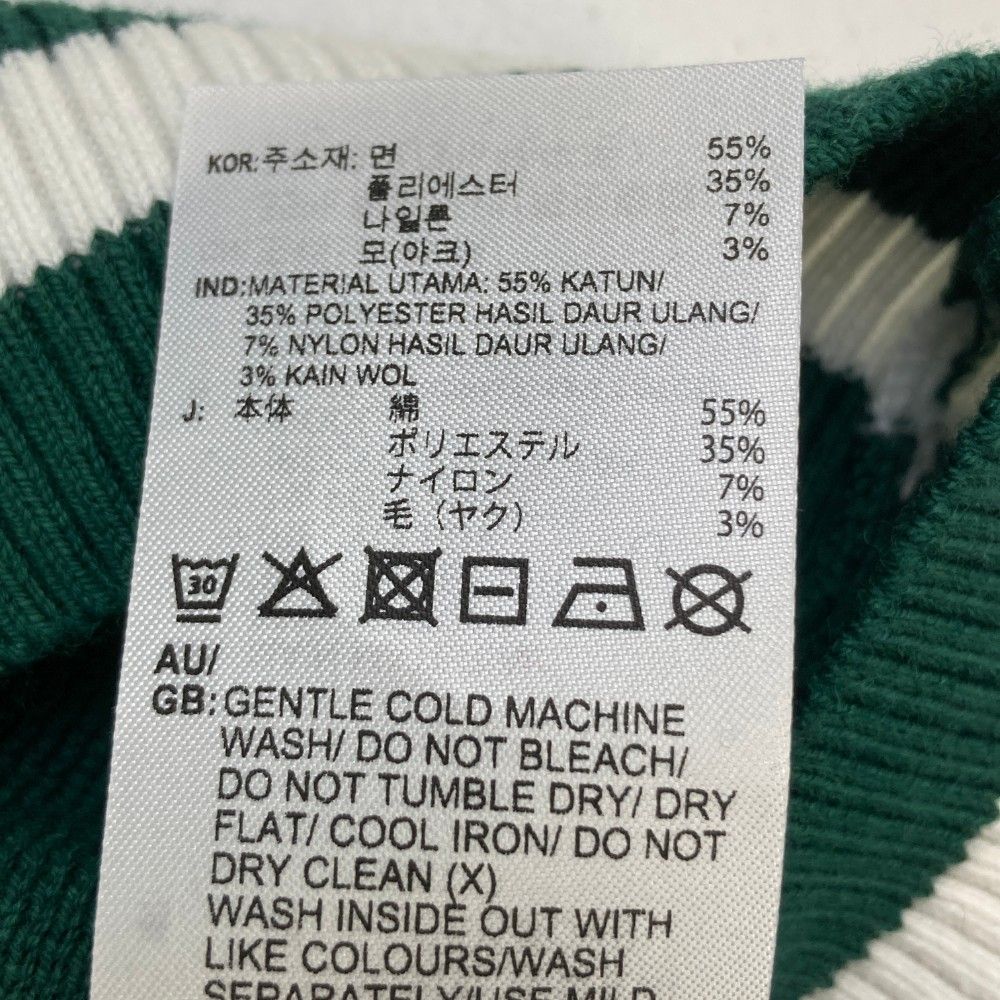 KOR: 주소재: 면 55%
폴리에스터 35%
나일론 7%
모(야크) 3%
IND:MATERIAL UTAMA: 55% KATUN/
35% POLYESTER HASIL DAUR ULANG/
7% NYLON HASIL DAUR ULANG/
3% KAIN WOL
J: 本体 綿 55%
ポリエステル 35%
ナイロン 7%
毛（ヤク） 3%
30
AU/
GB: GENTLE COLD MACHINE
WASH/ DO NOT BLEACH/
DO NOT TUMBLE DRY/ DRY
FLAT/ COOL IRON/ DO NOT
DRY CLEAN (X)
WASH INSIDE OUT WITH
LIKE COLOURS/WASH
SEPARATELY/USE MILD